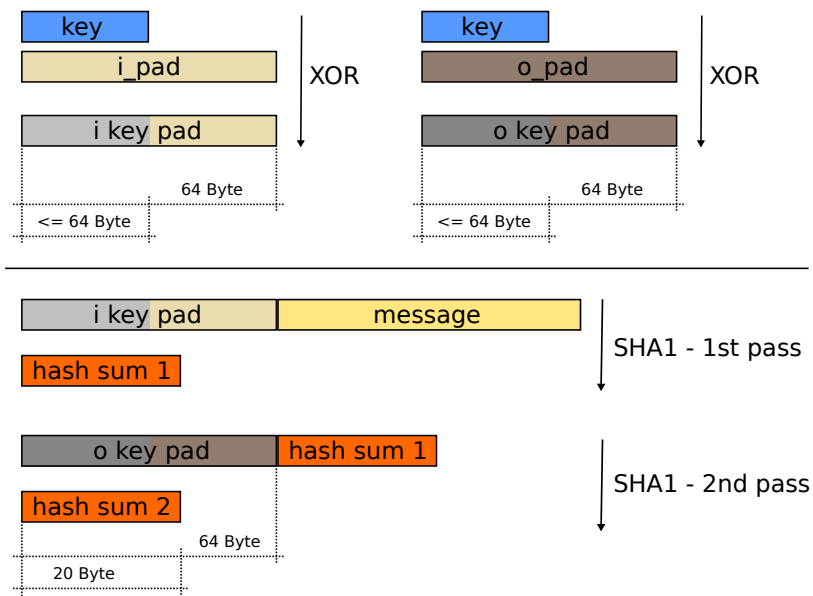 key
i_pad
XOR
i key pad
64 Byte
<= 64 Byte
key
o_pad
XOR
o key pad
64 Byte
<= 64 Byte
i key pad
message
SHA1 - 1st pass
hash sum 1
o key pad
hash sum 1
SHA1 - 2nd pass
hash sum 2
64 Byte
20 Byte